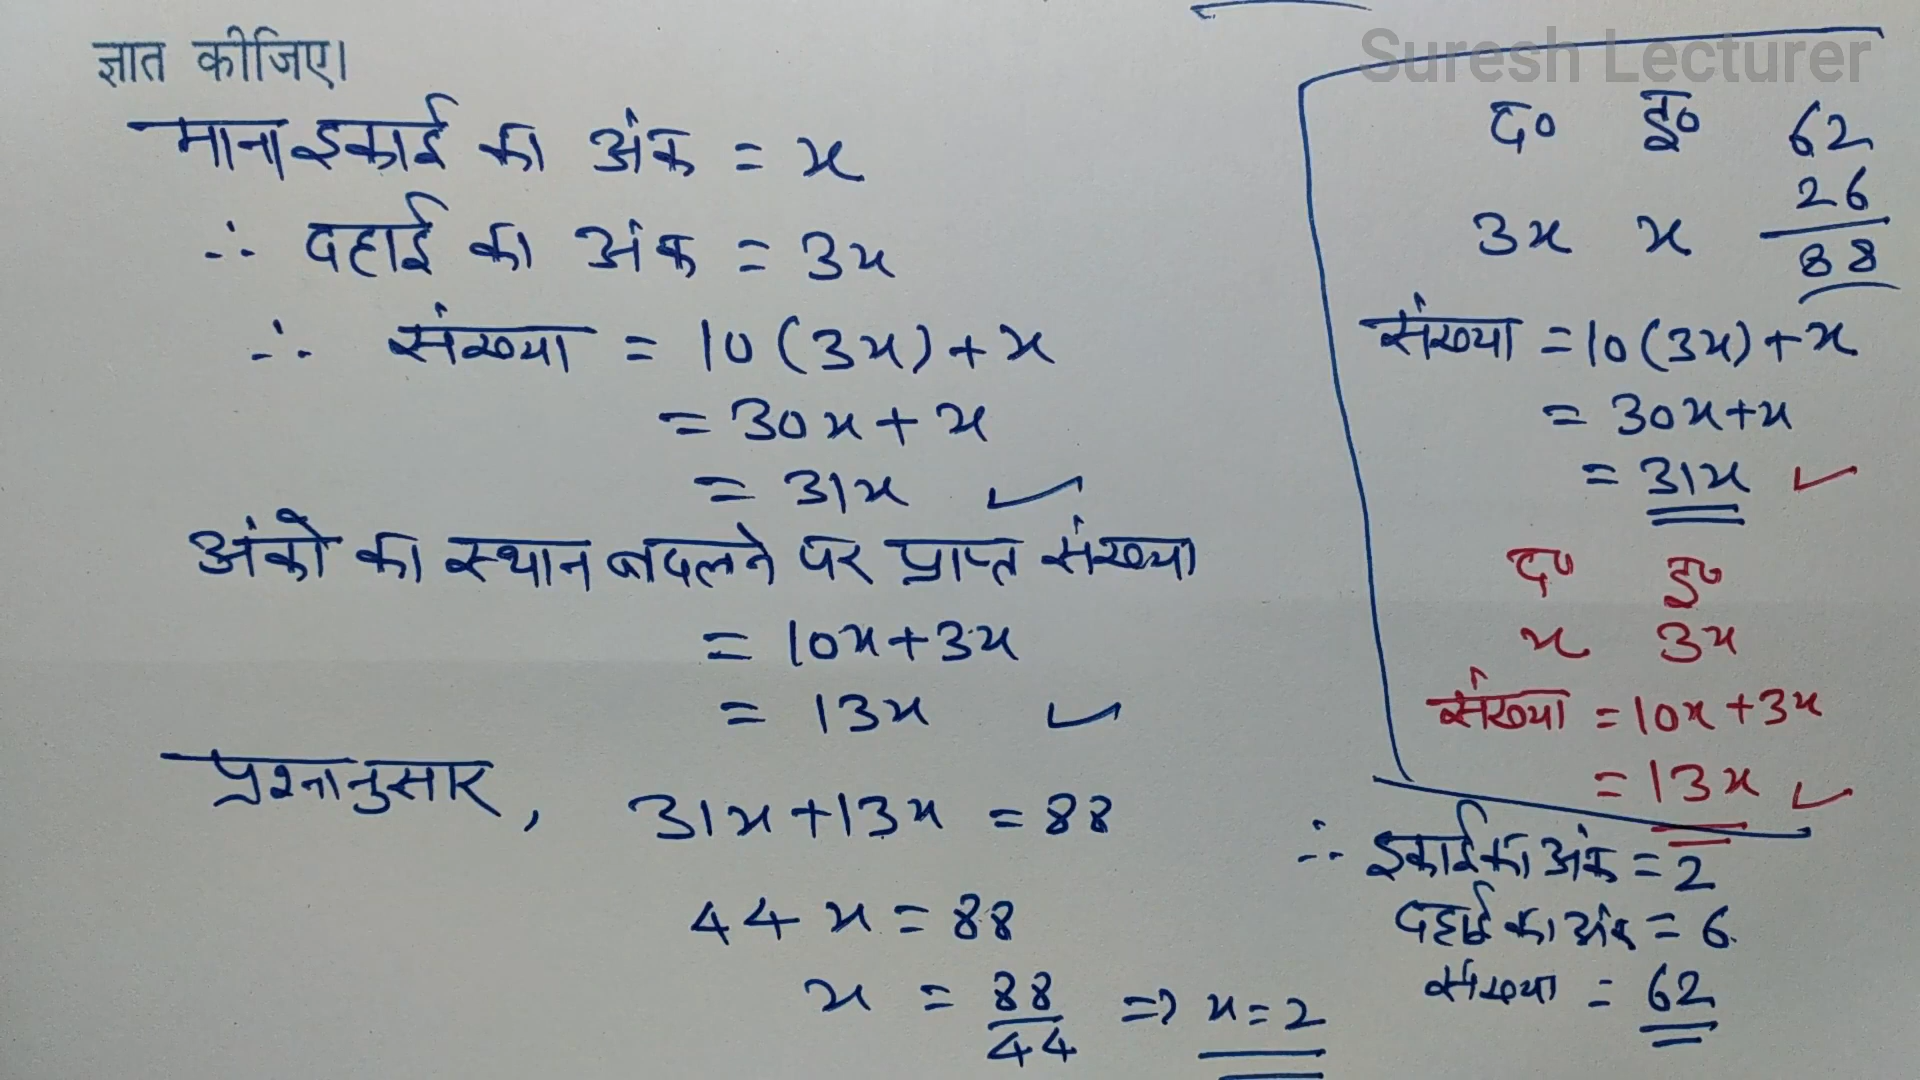 Suresh Lecturer
ज्ञात कीजिए।
माना इकाई का अंक = x
∴ दहाई का अंक = 3x
∴ संख्या = 10(3x)+x
= 30x+x
= 31x ✓
अंको का स्थान बदलने पर प्राप्त संख्या
= 10x+3x
= 13x ✓
प्रश्नानुसार, 31x+13x = 88
44x = 88
x = 88/44 => x = 2
द० इ० 62
26
3x x 88
संख्या = 10(3x)+x
= 30x+x
= 31x ✓
द० इ०
x 3x
संख्या = 10x+3x
= 13x ✓
∴ इकाई का अंक = 2
दहाई का अंक = 6
संख्या = 62